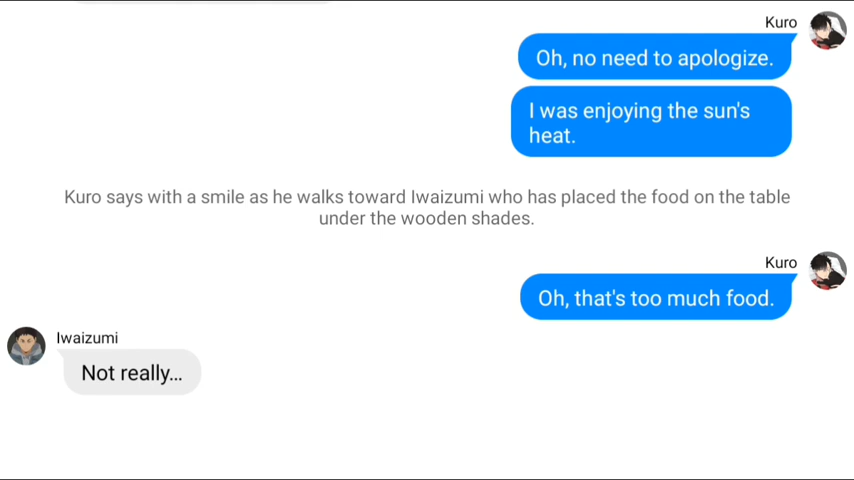 Kuro
Oh, no need to apologize.
I was enjoying the sun's
heat.
Kuro says with a smile as he walks toward Iwaizumi who has placed the food on the table
under the wooden shades.
Kuro
Oh, that's too much food.
Iwaizumi
Not really...